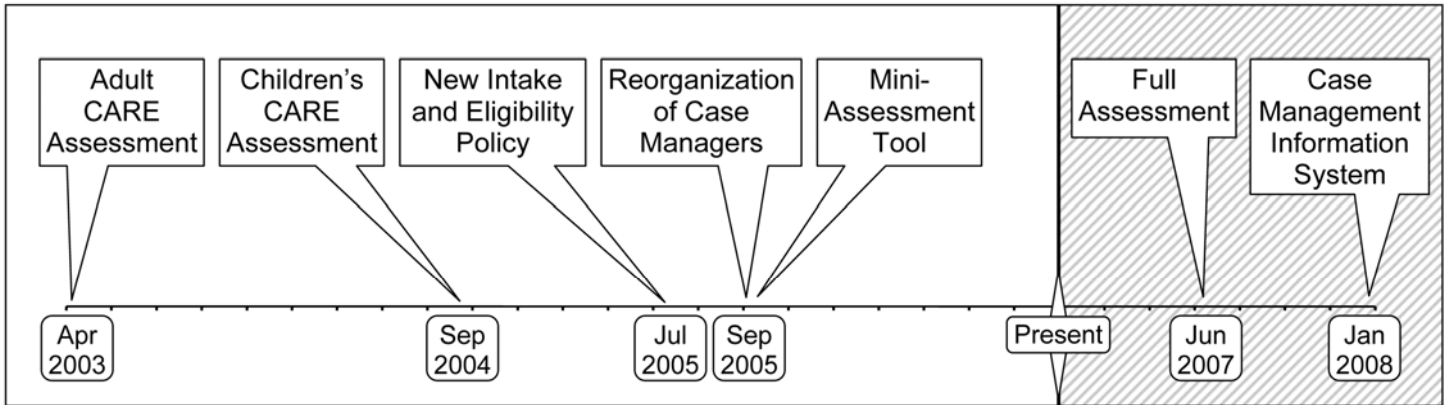 Adult
CARE
Assessment
Children’s
CARE
Assessment
New Intake
and Eligibility
Policy
Reorganization
of Case
Managers
Mini-
Assessment
Tool
Full
Assessment
Case
Management
Information
System
Apr
2003
Sep
2004
Jul
2005
Sep
2005
Present
Jun
2007
Jan
2008